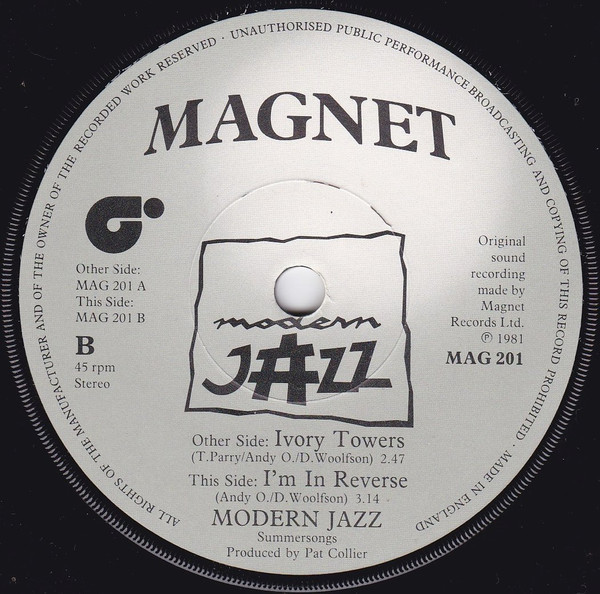 ALL RIGHTS OF THE MANUFACTURER AND OF THE OWNER OF THE RECORDED WORK RESERVED · UNAUTHORISED PUBLIC PERFORMANCE BROADCASTING AND COPYING OF THIS RECORD PROHIBITED · MADE IN ENGLAND
MAGNET
Other Side:
MAG 201 A
This Side:
MAG 201 B
B
45 rpm
Stereo
Original
sound
recording
made by
Magnet
Records Ltd.
℗ 1981
MAG 201
modern
JAZZ
Other Side: Ivory Towers
(T.Parry/Andy O./D.Woolfson) 2.47
This Side: I'm In Reverse
(Andy O./D.Woolfson) 3.14
MODERN JAZZ
Summersongs
Produced by Pat Collier